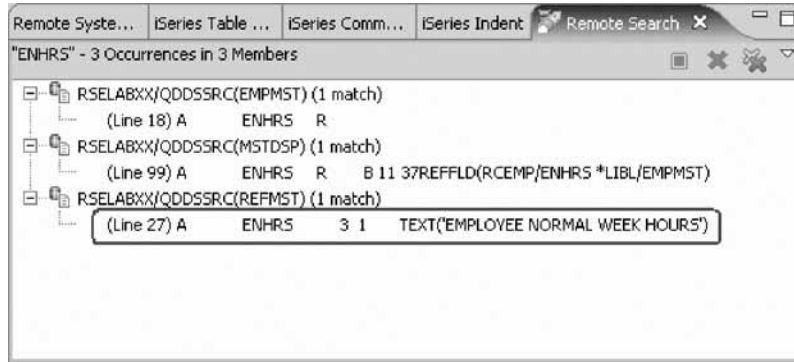 Remote Syste... iSeries Table ... iSeries Comm... iSeries Indent Remote Search
"ENHRS" - 3 Occurrences in 3 Members
RSELABXX/QDDSSRC(EMPMST) (1 match)
(Line 18) A ENHRS R
RSELABXX/QDDSSRC(MSTDSP) (1 match)
(Line 99) A ENHRS R B 11 37REFFLD(RCEMP/ENHRS *LIBL/EMPMST)
RSELABXX/QDDSSRC(REFMST) (1 match)
(Line 27) A ENHRS 3 1 TEXT('EMPLOYEE NORMAL WEEK HOURS')